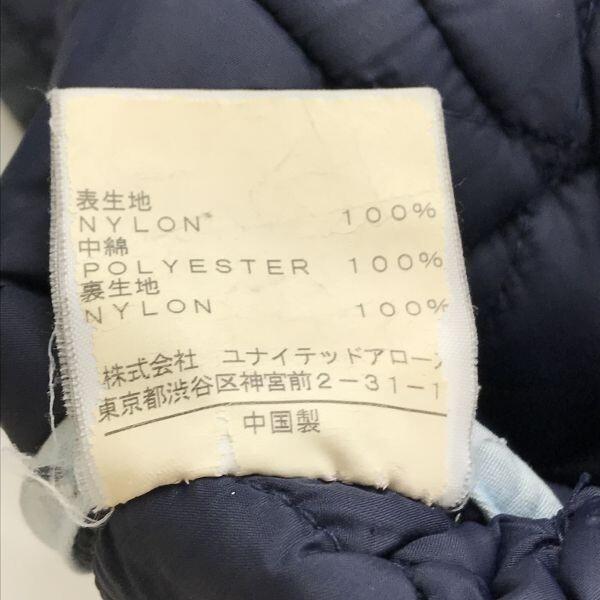 表生地
NYLON 100%
中綿
POLYESTER 100%
裏生地
NYLON 100%
株式会社 ユナイテッドアローズ
東京都渋谷区神宮前2-31-1
中国製